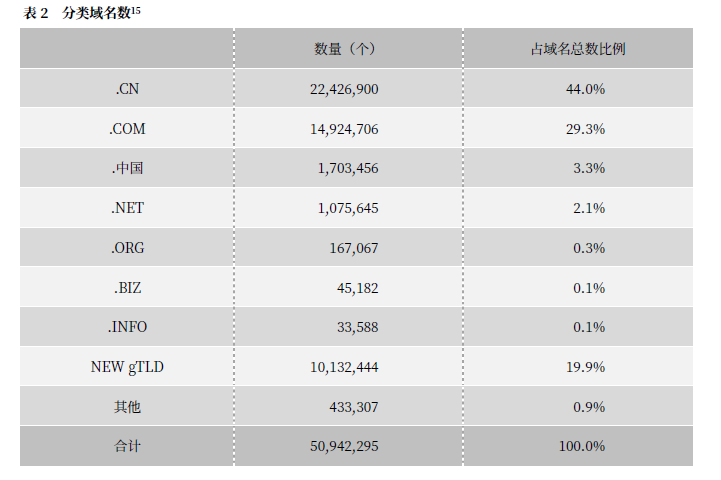 表 2 分类域名数15
数量（个） 占域名总数比例
.CN 22,426,900 44.0%
.COM 14,924,706 29.3%
.中国 1,703,456 3.3%
.NET 1,075,645 2.1%
.ORG 167,067 0.3%
.BIZ 45,182 0.1%
.INFO 33,588 0.1%
NEW gTLD 10,132,444 19.9%
其他 433,307 0.9%
合计 50,942,295 100.0%